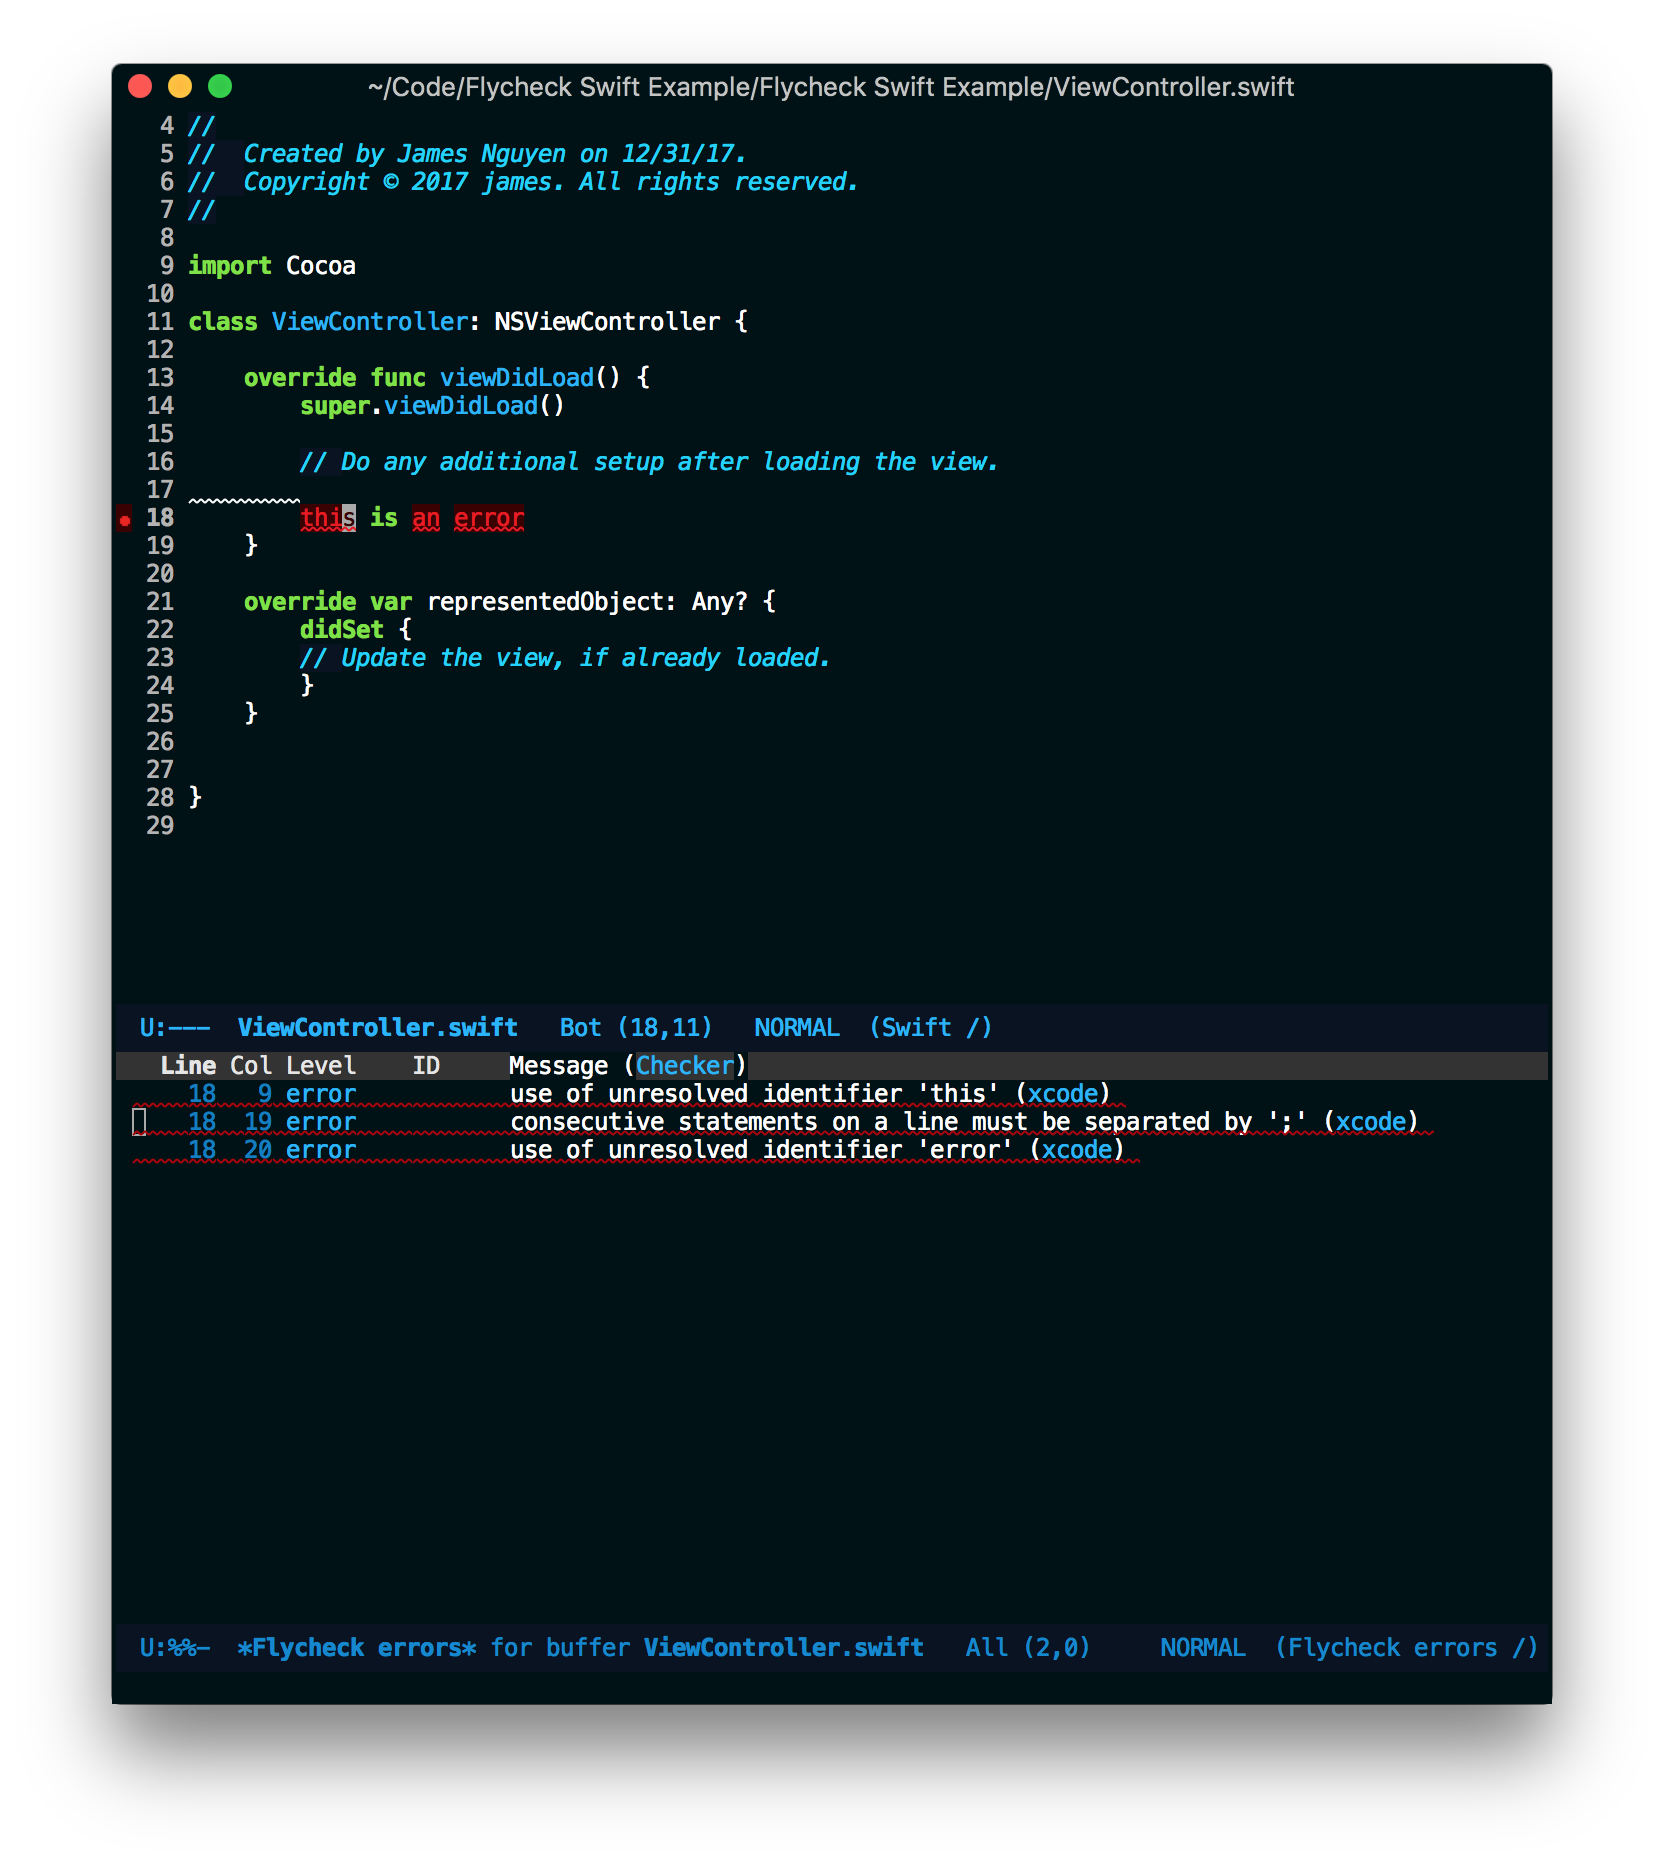 ~/Code/Flycheck Swift Example/Flycheck Swift Example/ViewController.swift
4 //
5 //  Created by James Nguyen on 12/31/17.
6 //  Copyright © 2017 james. All rights reserved.
7 //
8
9 import Cocoa
10
11 class ViewController: NSViewController {
12
13     override func viewDidLoad() {
14         super.viewDidLoad()
15
16         // Do any additional setup after loading the view.
17
18         this is an error
19     }
20
21     override var representedObject: Any? {
22         didSet {
23         // Update the view, if already loaded.
24         }
25     }
26
27
28 }
29
U:---  ViewController.swift   Bot (18,11)   NORMAL  (Swift /)
Line Col Level    ID     Message (Checker)
18   9 error           use of unresolved identifier 'this' (xcode)
18  19 error           consecutive statements on a line must be separated by ';' (xcode)
18  20 error           use of unresolved identifier 'error' (xcode)
U:%%-  *Flycheck errors* for buffer ViewController.swift   All (2,0)     NORMAL  (Flycheck errors /)